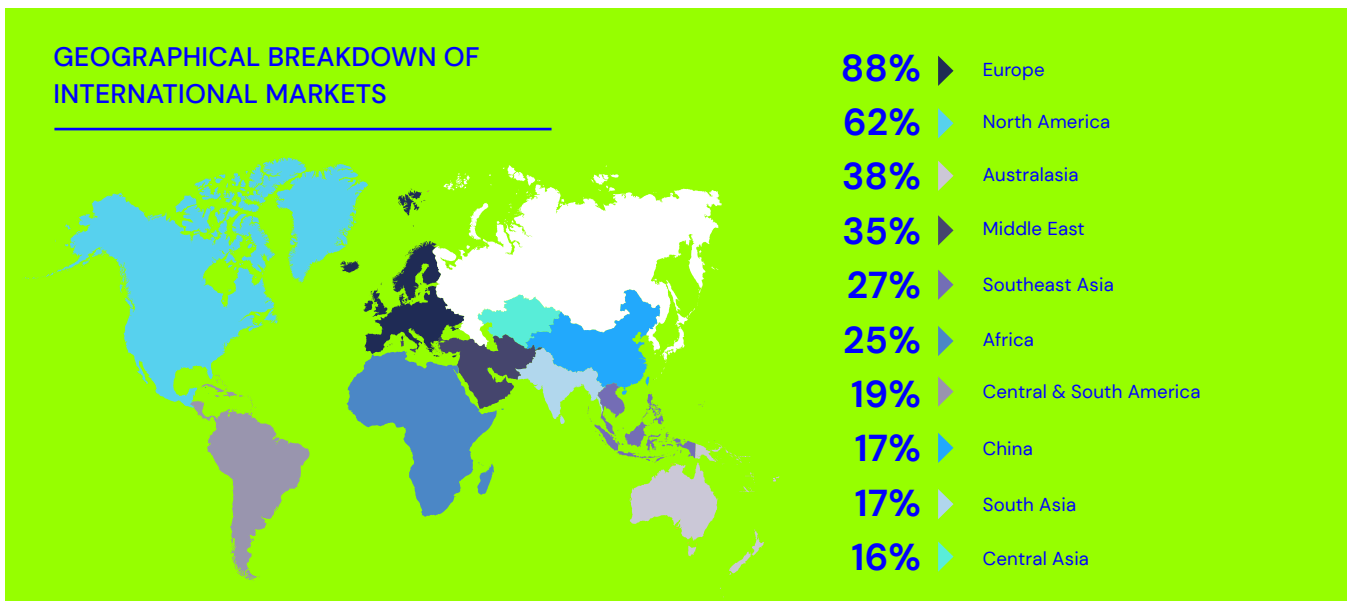 GEOGRAPHICAL BREAKDOWN OF
INTERNATIONAL MARKETS
88% Europe
62% North America
38% Australasia
35% Middle East
27% Southeast Asia
25% Africa
19% Central & South America
17% China
17% South Asia
16% Central Asia